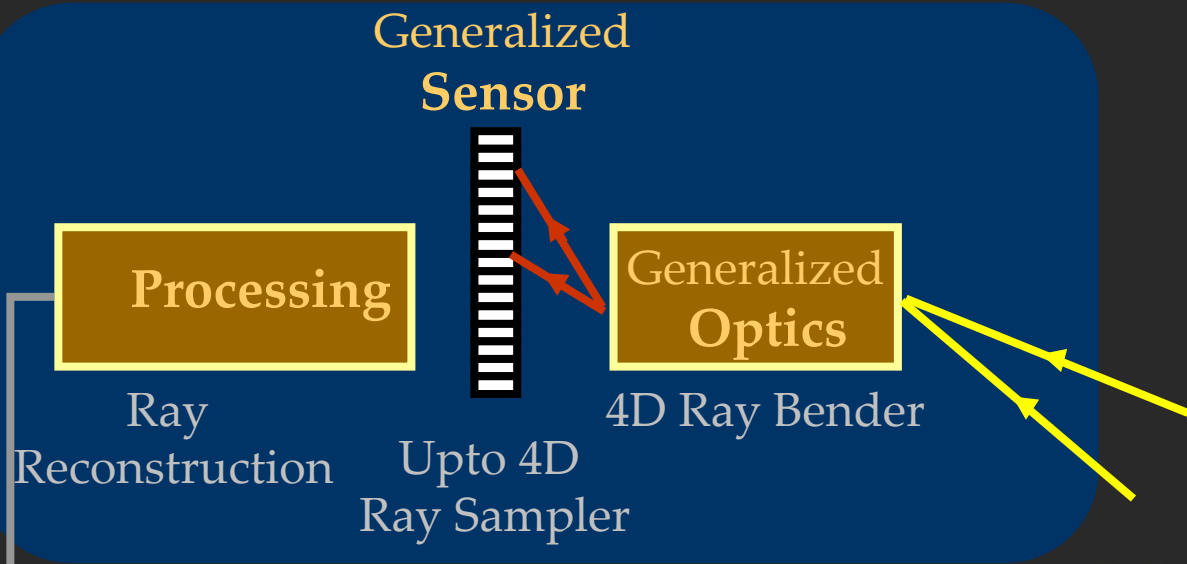 Generalized
Sensor
Processing
Generalized
Optics
Ray
Reconstruction
Upto 4D
Ray Sampler
4D Ray Bender